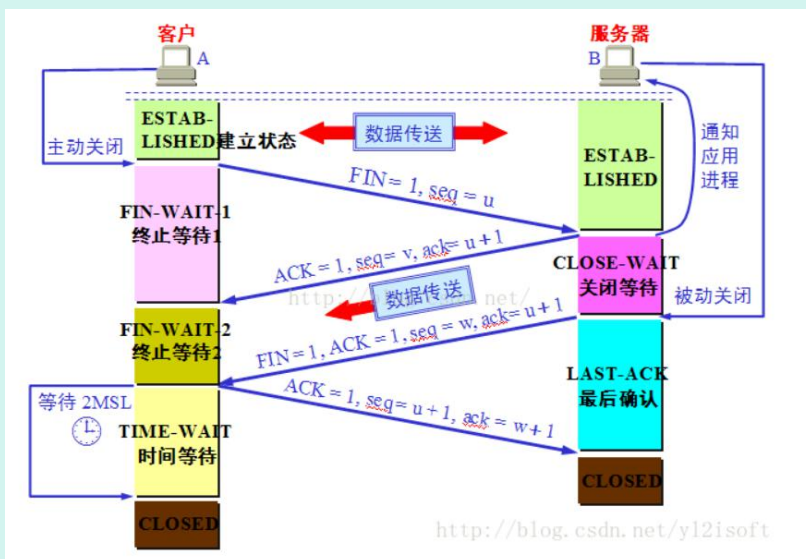 客户
服务器
A
B
主动关闭
ESTAB-
LISHED建立状态
数据传送
ESTAB-
LISHED
通知
应用
进程
FIN = 1, seq = u
FIN-WAIT-1
终止等待1
ACK = 1, seq= v, ack= u + 1
CLOSE-WAIT
关闭等待
被动关闭
数据传送
FIN-WAIT-2
终止等待2
FIN = 1, ACK = 1, seq = w, ack= u + 1
LAST-ACK
最后确认
等待 2MSL
ACK = 1, seq= u + 1, ack = w + 1
TIME-WAIT
时间等待
CLOSED
CLOSED
http://blog.csdn.net/yl2isoft